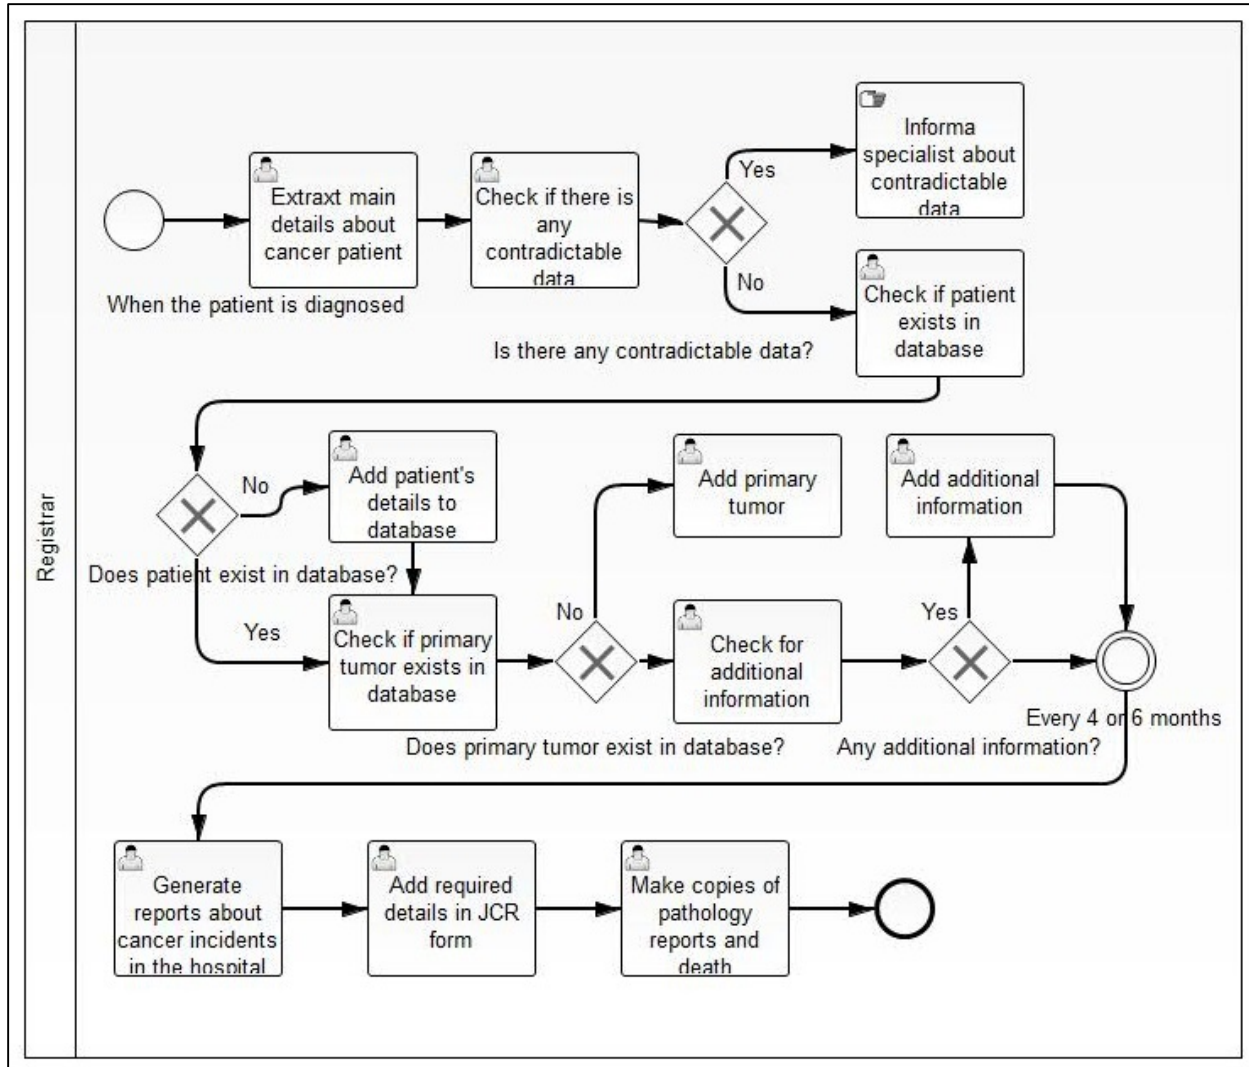 Registrar
When the patient is diagnosed
Extraxt main
details about
cancer patient
Check if there is
any
contradictable
data
Is there any contradictable data?
Yes
Informa
specialist about
contradictable
data
No
Check if patient
exists in
database
Does patient exist in database?
No
Add patient's
details to
database
Yes
Check if primary
tumor exists in
database
Does primary tumor exist in database?
No
Add primary
tumor
Check for
additional
information
Any additional information?
Yes
Add additional
information
Every 4 or 6 months
Generate
reports about
cancer incidents
in the hospital
Add required
details in JCR
form
Make copies of
pathology
reports and
death